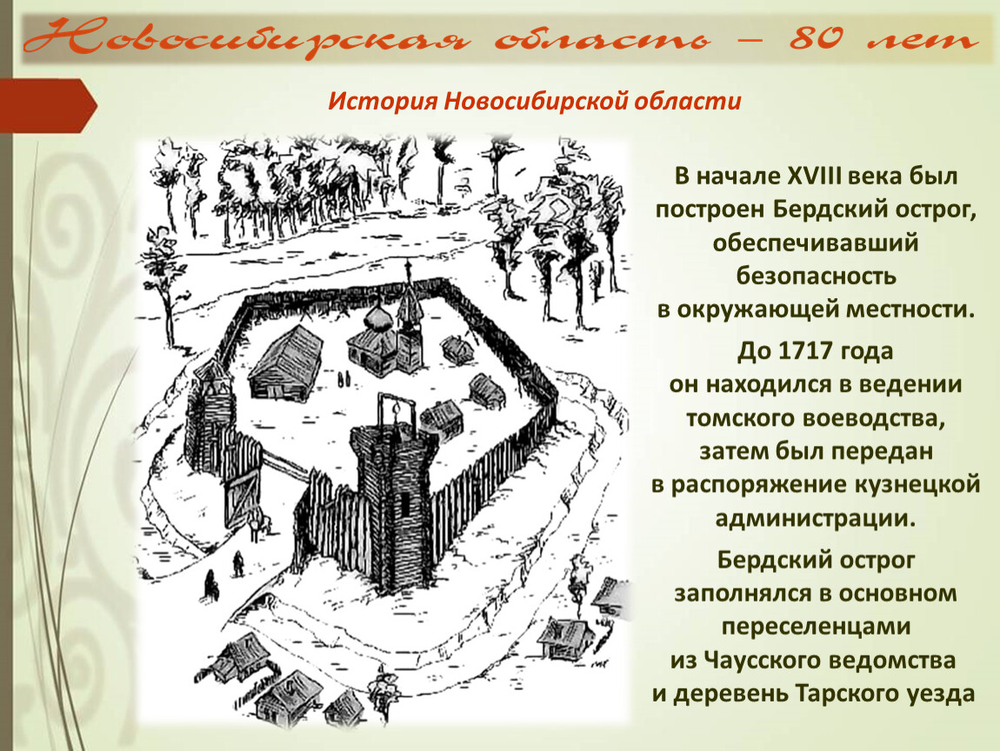 Новосибирская область – 80 лет
История Новосибирской области
В начале XVIII века был
построен Бердский острог,
обеспечивавший
безопасность
в окружающей местности.
До 1717 года
он находился в ведении
томского воеводства,
затем был передан
в распоряжение кузнецкой
администрации.
Бердский острог
заполнялся в основном
переселенцами
из Чаусского ведомства
и деревень Тарского уезда